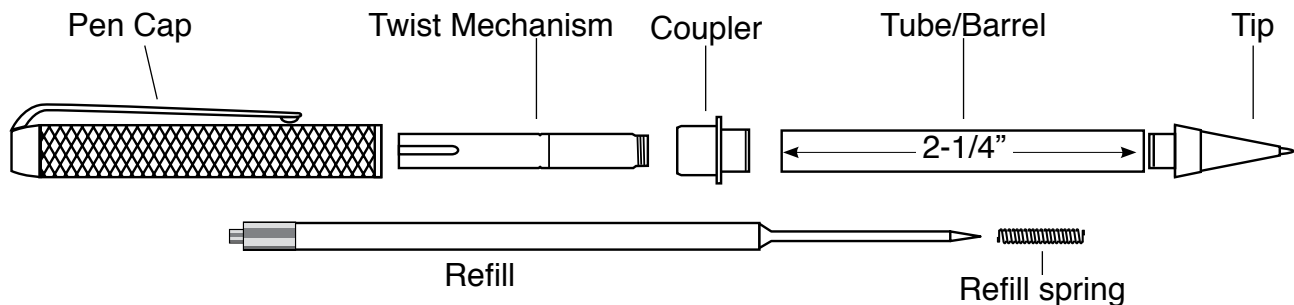 Pen Cap
Twist Mechanism
Coupler
Tube/Barrel
Tip
2-1/4”
Refill
Refill spring